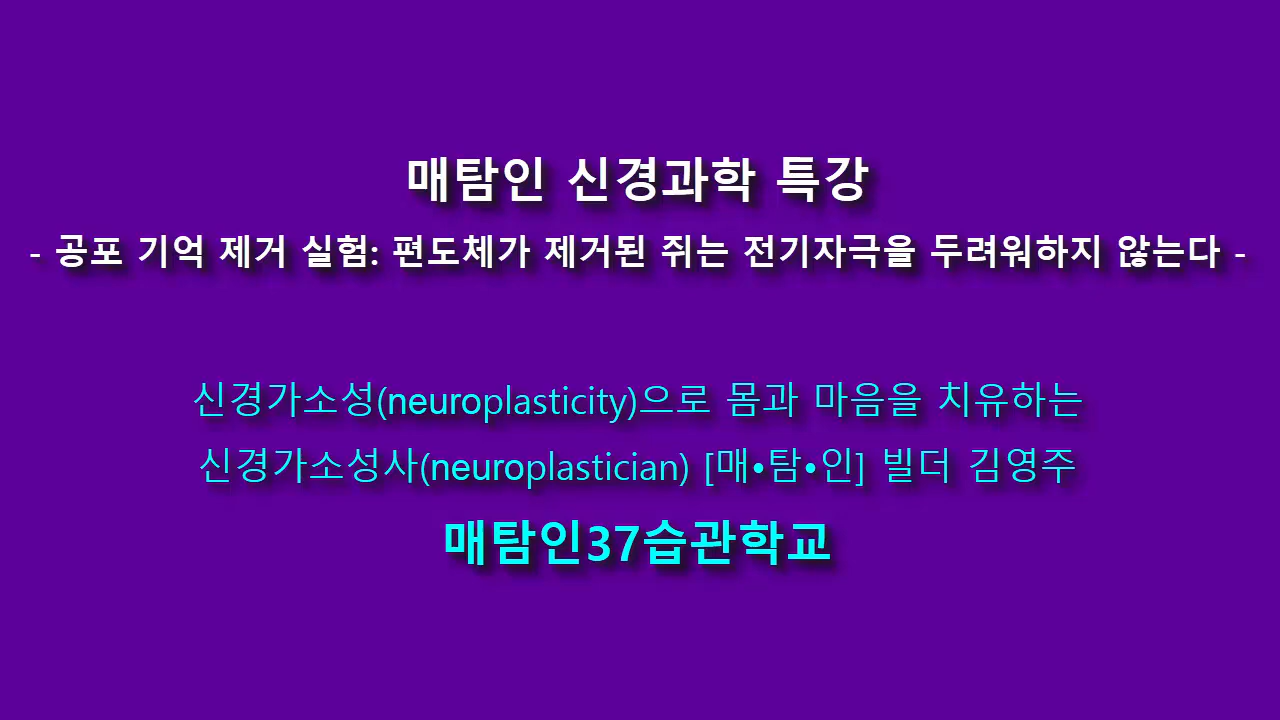 매탐인 신경과학 특강
- 공포 기억 제거 실험: 편도체가 제거된 쥐는 전기자극을 두려워하지 않는다 -
신경가소성(neuroplasticity)으로 몸과 마음을 치유하는
신경가소성사(neuroplastician) [매•탐•인] 빌더 김영주
매탐인37습관학교